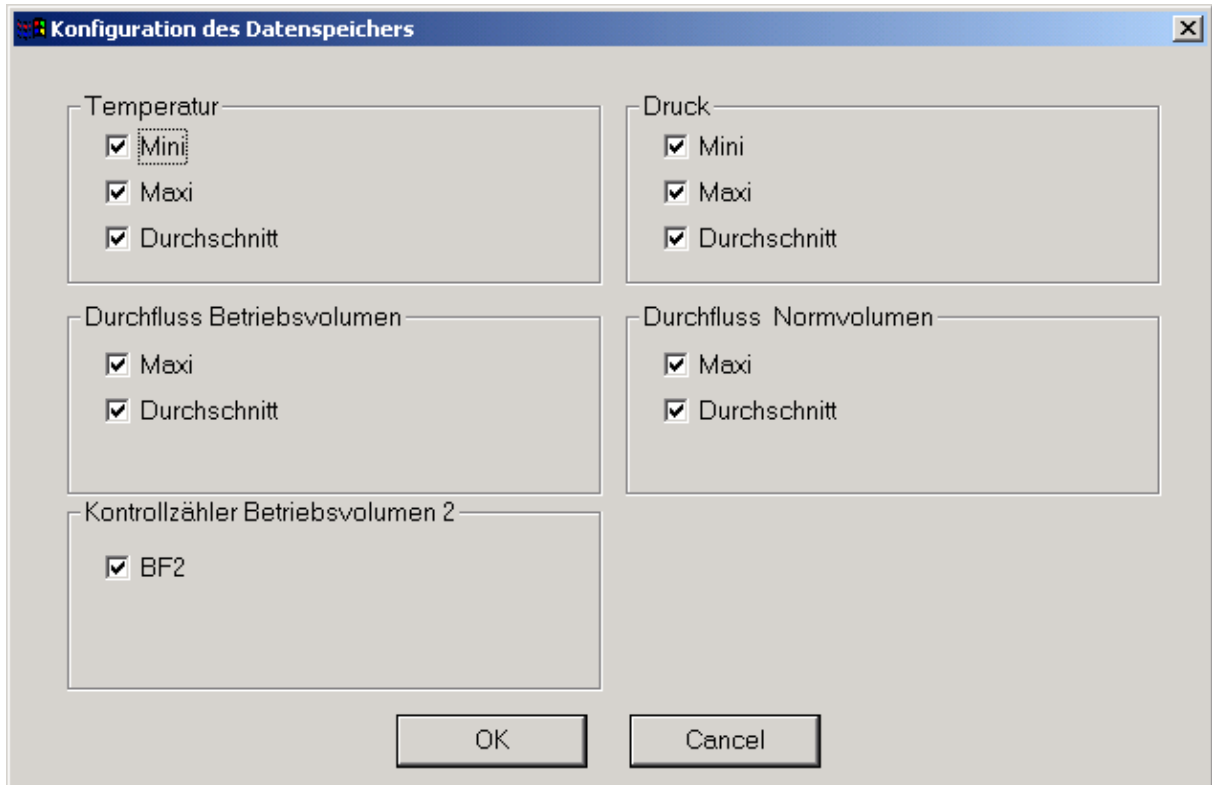 Konfiguration des Datenspeichers
Temperatur
Mini
Maxi
Durchschnitt
Druck
Mini
Maxi
Durchschnitt
Durchfluss Betriebsvolumen
Maxi
Durchschnitt
Durchfluss  Normvolumen
Maxi
Durchschnitt
Kontrollzähler Betriebsvolumen 2
BF2
OK
Cancel